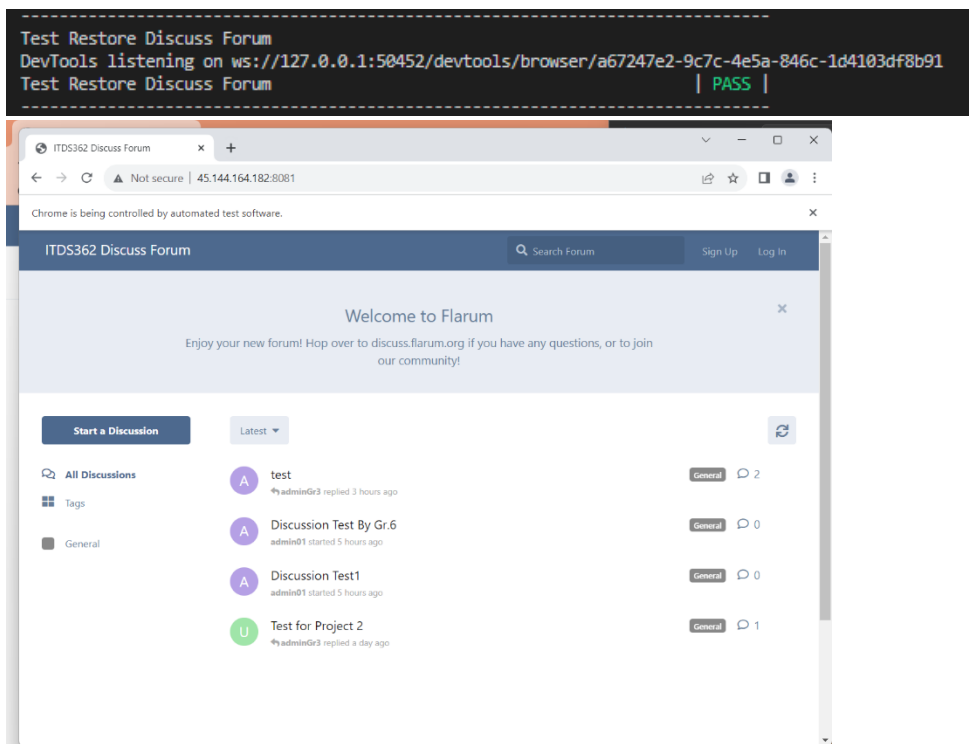 ------------------------------------------------------------------------------
Test Restore Discuss Forum
DevTools listening on ws://127.0.0.1:50452/devtools/browser/a67247e2-9c7c-4e5a-846c-1d4103df8b91
Test Restore Discuss Forum | PASS |
------------------------------------------------------------------------------
ITDS362 Discuss Forum
Not secure | 45.144.164.182:8081
Chrome is being controlled by automated test software.
ITDS362 Discuss Forum Search Forum Sign Up Log In
Welcome to Flarum
Enjoy your new forum! Hop over to discuss.flarum.org if you have any questions, or to join
our community!
Start a Discussion Latest
All Discussions
Tags
General
A test General 2
adminGr3 replied 3 hours ago
A Discussion Test By Gr.6 General 0
admin01 started 5 hours ago
A Discussion Test1 General 0
admin01 started 5 hours ago
U Test for Project 2 General 1
adminGr3 replied a day ago